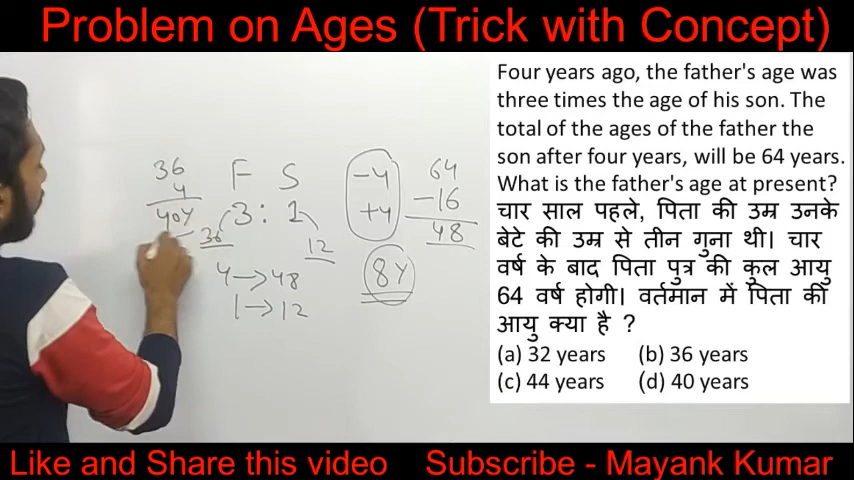 Problem on Ages (Trick with Concept)
36
4
40Y
F S
3 : 1
36
12
4 → 48
1 → 12
-4
+4
8Y
64
-16
48
Four years ago, the father's age was
three times the age of his son. The
total of the ages of the father the
son after four years, will be 64 years.
What is the father's age at present?
चार साल पहले, पिता की उम्र उनके
बेटे की उम्र से तीन गुना थी। चार
वर्ष के बाद पिता पुत्र की कुल आयु
64 वर्ष होगी। वर्तमान में पिता की
आयु क्या है ?
(a) 32 years (b) 36 years
(c) 44 years (d) 40 years
Like and Share this video Subscribe - Mayank Kumar